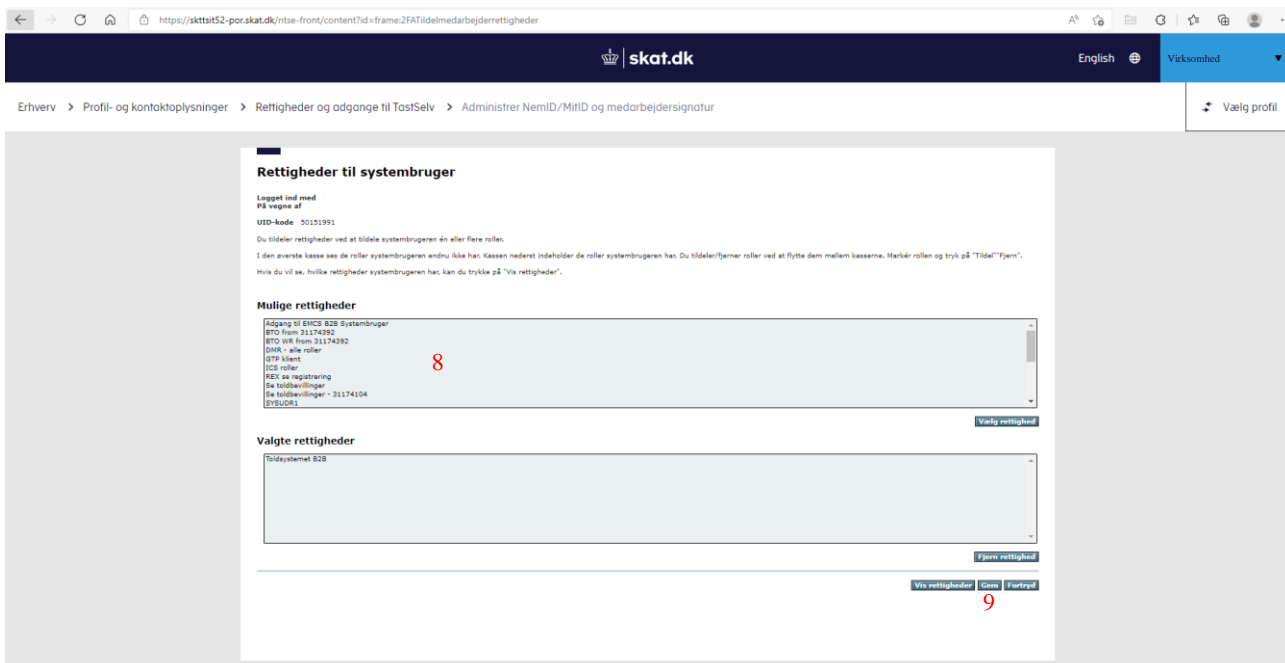 https://skttsit52-por.skat.dk/ntse-front/content?id=frame:2FATildelmedarbejderrettigheder
skat.dk
English
Virksomhed
Erhverv > Profil- og kontaktoplysninger > Rettigheder og adgange til TastSelv > Administrer NemID/MitID og medarbejdersignatur
Vælg profil
Rettigheder til systembruger
Logget ind med
På vegne af
UID-kode 50151991
Du tildeler rettigheder ved at tildele systembrugeren én eller flere roller.
I den øverste kasse ses de roller systembrugeren endnu ikke har. Kassen nederst indeholder de roller systembrugeren har. Du tildeler/fjerner roller ved at flytte dem mellem kasserne. Markér rollen og tryk på "Tildel""Fjern".
Hvis du vil se, hvilke rettigheder systembrugeren har, kan du trykke på "Vis rettigheder".
Mulige rettigheder
Adgang til EMCS B2B Systembruger
BTO from 31174392
BTO WR from 31174392
DMR - alle roller
GTP klient
ICS roller
REX se registrering
Se toldbevillinger
Se toldbevillinger - 31174104
SYSUDR1
8
Vælg rettighed
Valgte rettigheder
Toldsystemet B2B
Fjern rettighed
Vis rettigheder Gem Fortryd
9